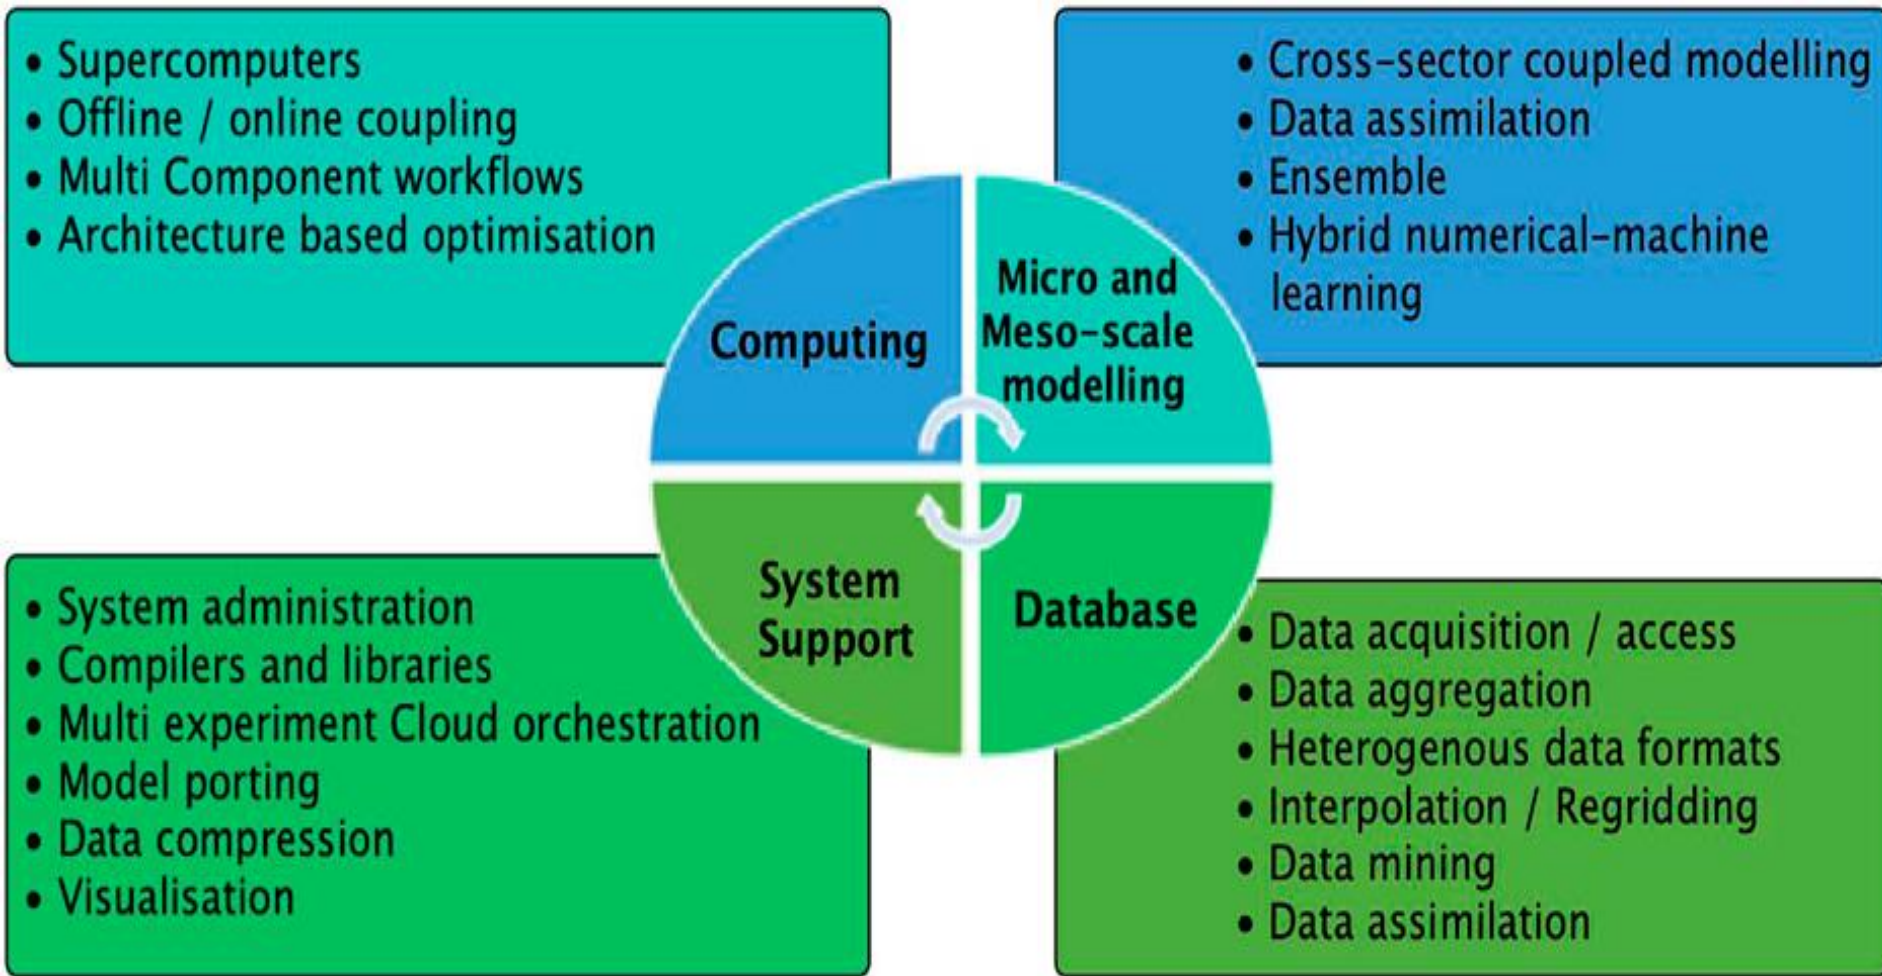 • Supercomputers
• Offline / online coupling
• Multi Component workflows
• Architecture based optimisation
• Cross-sector coupled modelling
• Data assimilation
• Ensemble
• Hybrid numerical-machine
learning
Computing
Micro and
Meso-scale
modelling
System
Support
Database
• System administration
• Compilers and libraries
• Multi experiment Cloud orchestration
• Model porting
• Data compression
• Visualisation
• Data acquisition / access
• Data aggregation
• Heterogenous data formats
• Interpolation / Regridding
• Data mining
• Data assimilation